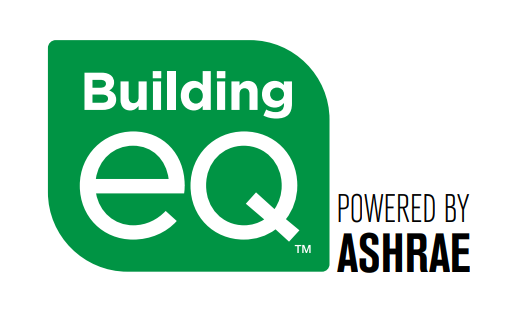 Building
eQ
™
POWERED BY
ASHRAE